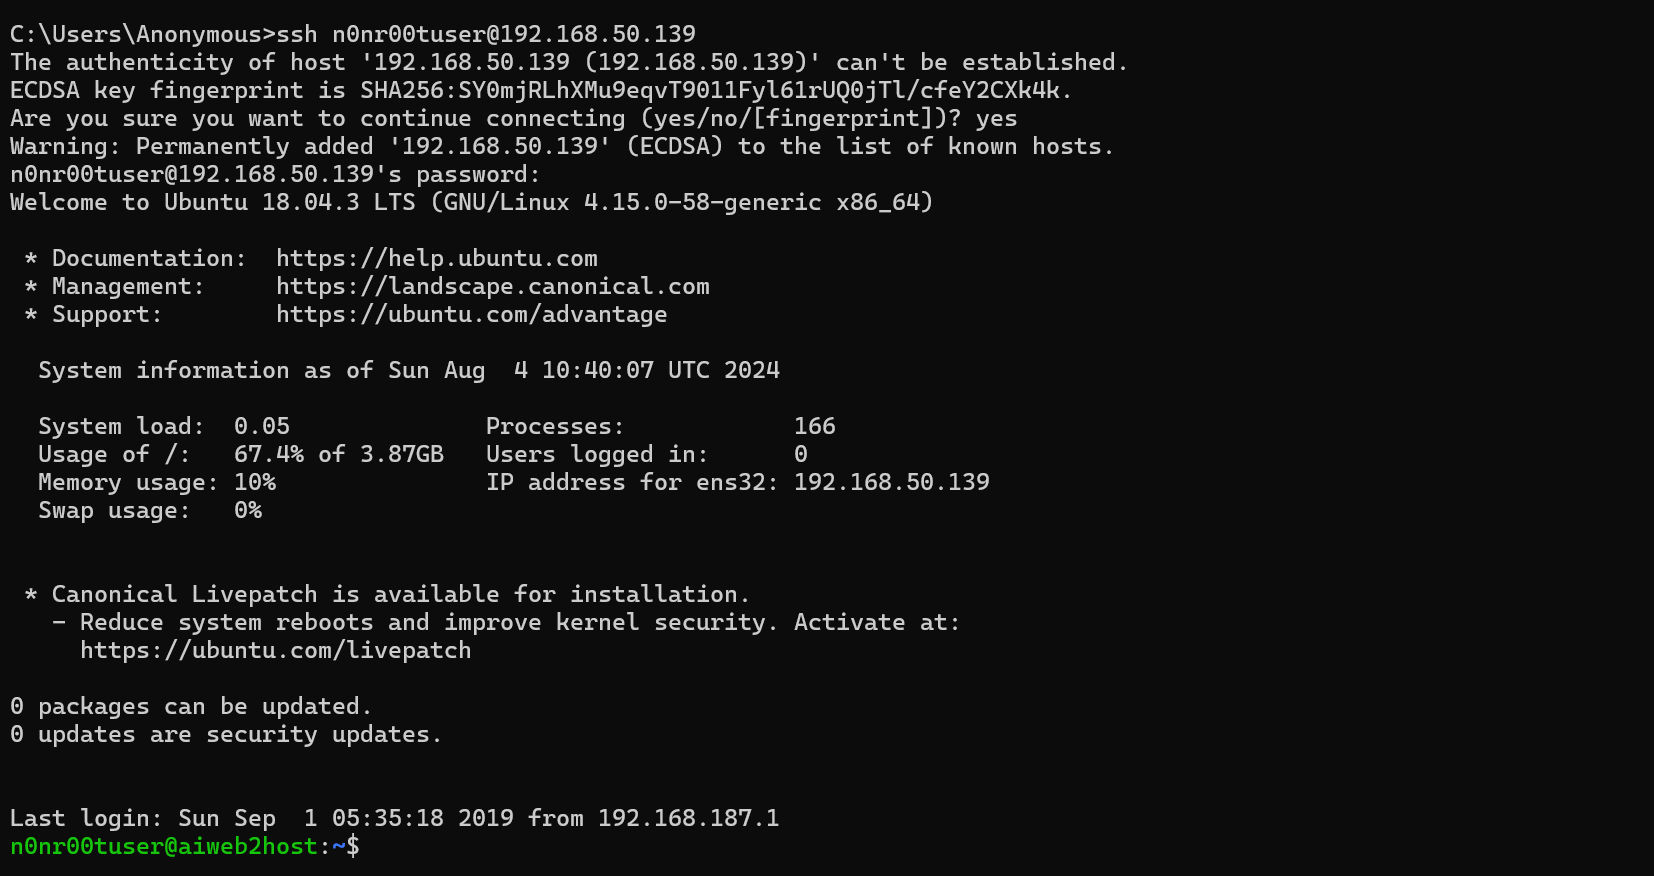 C:\Users\Anonymous>ssh n0nr00tuser@192.168.50.139
The authenticity of host '192.168.50.139 (192.168.50.139)' can't be established.
ECDSA key fingerprint is SHA256:SY0mjRLhXMu9eqvT9011Fyl61rUQ0jTl/cfeY2CXk4k.
Are you sure you want to continue connecting (yes/no/[fingerprint])? yes
Warning: Permanently added '192.168.50.139' (ECDSA) to the list of known hosts.
n0nr00tuser@192.168.50.139's password:
Welcome to Ubuntu 18.04.3 LTS (GNU/Linux 4.15.0-58-generic x86_64)

 * Documentation:  https://help.ubuntu.com
 * Management:     https://landscape.canonical.com
 * Support:        https://ubuntu.com/advantage

  System information as of Sun Aug  4 10:40:07 UTC 2024

  System load:  0.05              Processes:            166
  Usage of /:   67.4% of 3.87GB   Users logged in:      0
  Memory usage: 10%               IP address for ens32: 192.168.50.139
  Swap usage:   0%


 * Canonical Livepatch is available for installation.
   - Reduce system reboots and improve kernel security. Activate at:
     https://ubuntu.com/livepatch

0 packages can be updated.
0 updates are security updates.


Last login: Sun Sep  1 05:35:18 2019 from 192.168.187.1
n0nr00tuser@aiweb2host:~$